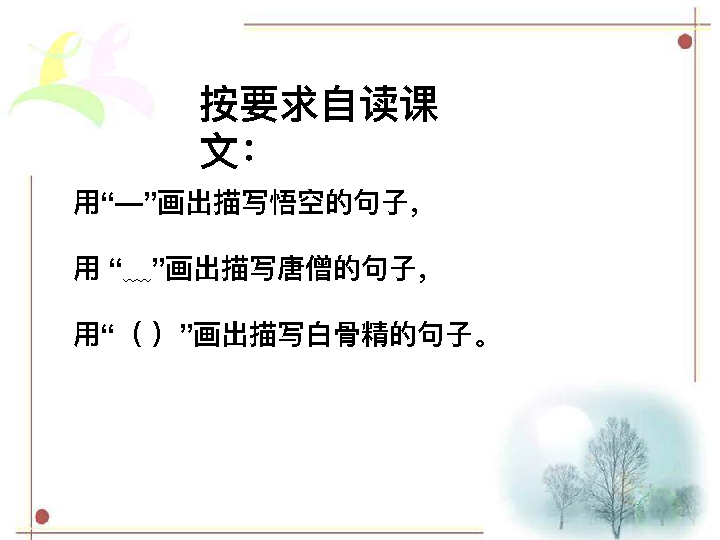 按要求自读课
文：
用“—”画出描写悟空的句子，
用 “﹏”画出描写唐僧的句子，
用“（ ）”画出描写白骨精的句子。